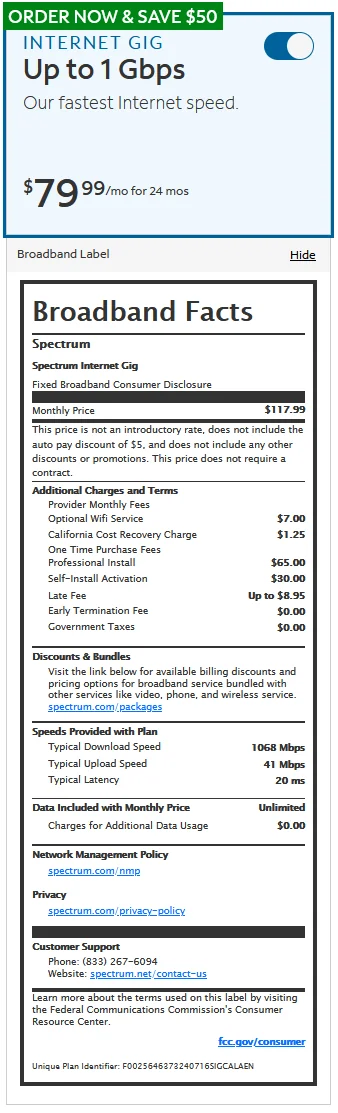 ORDER NOW & SAVE $50
INTERNET GIG
Up to 1 Gbps
Our fastest Internet speed.
$79 99/mo for 24 mos
Broadband Label Hide
Broadband Facts
Spectrum
Spectrum Internet Gig
Fixed Broadband Consumer Disclosure
Monthly Price $117.99
This price is not an introductory rate, does not include the
auto pay discount of $5, and does not include any other
discounts or promotions. This price does not require a
contract.
Additional Charges and Terms
Provider Monthly Fees
Optional Wifi Service $7.00
California Cost Recovery Charge $1.25
One Time Purchase Fees
Professional Install $65.00
Self-Install Activation $30.00
Late Fee Up to $8.95
Early Termination Fee $0.00
Government Taxes $0.00
Discounts & Bundles
Visit the link below for available billing discounts and
pricing options for broadband service bundled with
other services like video, phone, and wireless service.
spectrum.com/packages
Speeds Provided with Plan
Typical Download Speed 1068 Mbps
Typical Upload Speed 41 Mbps
Typical Latency 20 ms
Data Included with Monthly Price Unlimited
Charges for Additional Data Usage $0.00
Network Management Policy
spectrum.com/nmp
Privacy
spectrum.com/privacy-policy
Customer Support
Phone: (833) 267-6094
Website: spectrum.net/contact-us
Learn more about the terms used on this label by visiting
the Federal Communications Commission's Consumer
Resource Center.
fcc.gov/consumer
Unique Plan Identifier: F0025646373240716SIGCALAEN